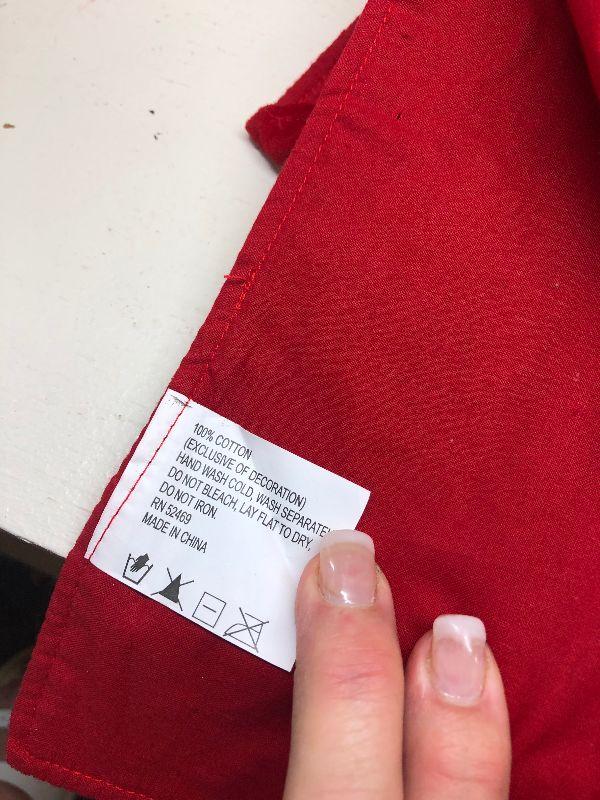 100% COTTON
(EXCLUSIVE OF DECORATION)
HAND WASH COLD, WASH
DO NOT BLEACH, LAY FLAT TO DRY.
DO NOT IRON.
RN 52469
MADE IN CHINA